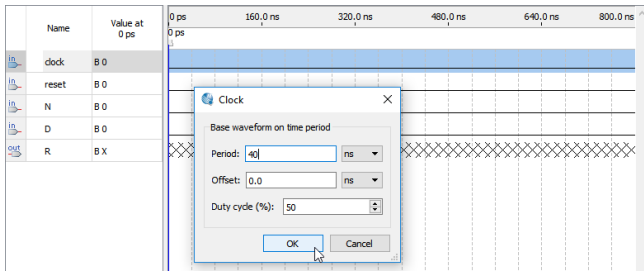 Name
Value at
0 ps
0 ps 160.0 ns 320.0 ns 480.0 ns 640.0 ns 800.0 ns
0 ps
in clock B 0
in reset B 0
in N B 0
in D B 0
out R B X
Clock
Base waveform on time period
Period: 40 ns
Offset: 0.0 ns
Duty cycle (%): 50
OK Cancel